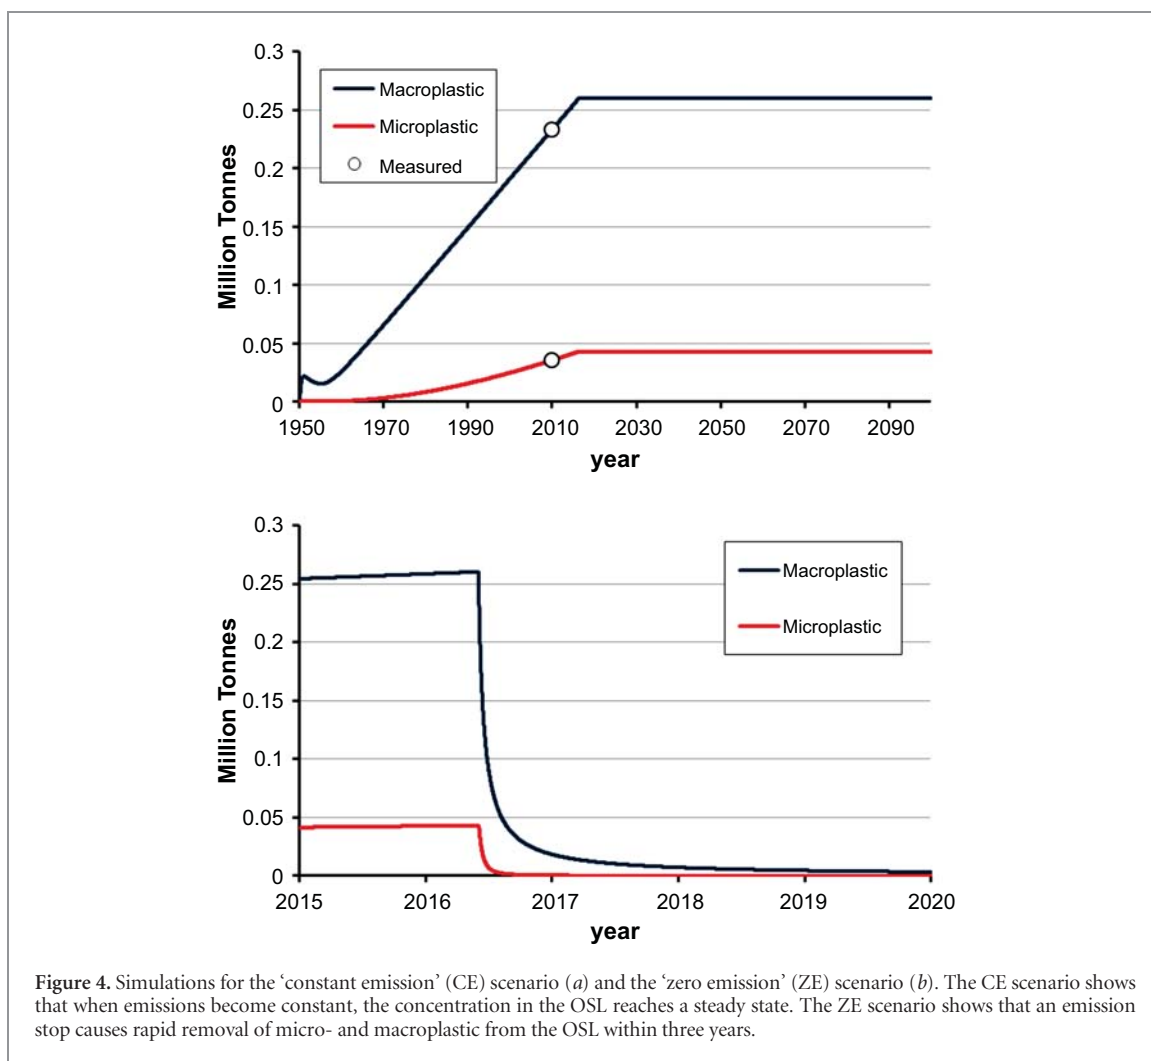 0.3
0.25
0.2
0.15
0.1
0.05
0
Million Tonnes
Macroplastic
Microplastic
Measured
1950 1970 1990 2010 2030 2050 2070 2090
year
0.3
0.25
0.2
0.15
0.1
0.05
0
Million Tonnes
Macroplastic
Microplastic
2015 2016 2017 2018 2019 2020
year
Figure 4. Simulations for the ‘constant emission’ (CE) scenario (a) and the ‘zero emission’ (ZE) scenario (b). The CE scenario shows
that when emissions become constant, the concentration in the OSL reaches a steady state. The ZE scenario shows that an emission
stop causes rapid removal of micro- and macroplastic from the OSL within three years.